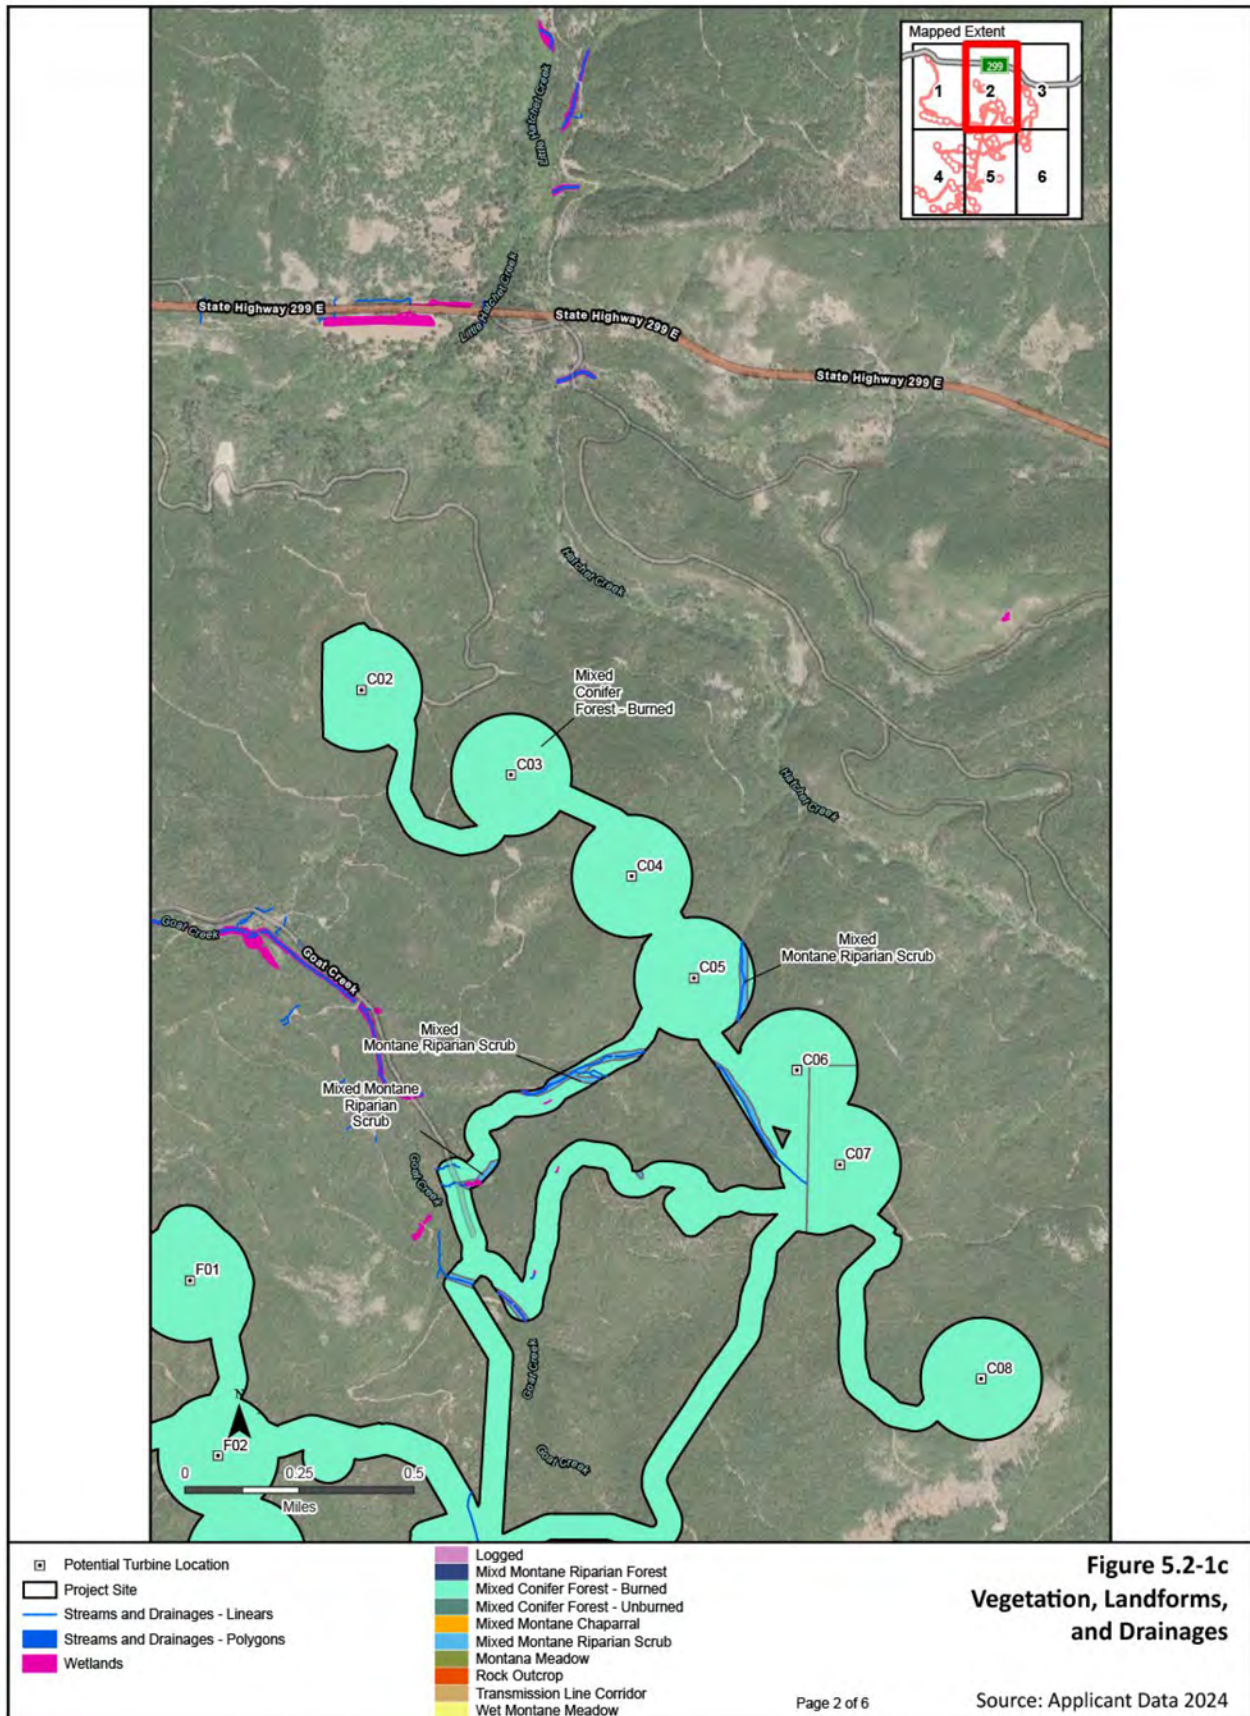 Mapped Extent
299
1
2
3
4
5
6
Little Hatchet Creek
Little Hatchet Creek
State Highway 299 E
State Highway 299 E
State Highway 299 E
Hatchet Creek
Hatchet Creek
C02
Mixed
Conifer
Forest - Burned
C03
C04
Goat Creek
Goat Creek
C05
Mixed
Montane Riparian Scrub
Mixed
Montane Riparian Scrub
C06
Mixed Montane
Riparian
Scrub
Goat Creek
C07
F01
Goat Creek
C08
N
F02
Goat Creek
0
0.25
0.5
Miles
Potential Turbine Location
Project Site
Streams and Drainages - Linears
Streams and Drainages - Polygons
Wetlands
Logged
Mixd Montane Riparian Forest
Mixed Conifer Forest - Burned
Mixed Conifer Forest - Unburned
Mixed Montane Chaparral
Mixed Montane Riparian Scrub
Montana Meadow
Rock Outcrop
Transmission Line Corridor
Wet Montane Meadow
Page 2 of 6
Figure 5.2-1c
Vegetation, Landforms,
and Drainages
Source: Applicant Data 2024